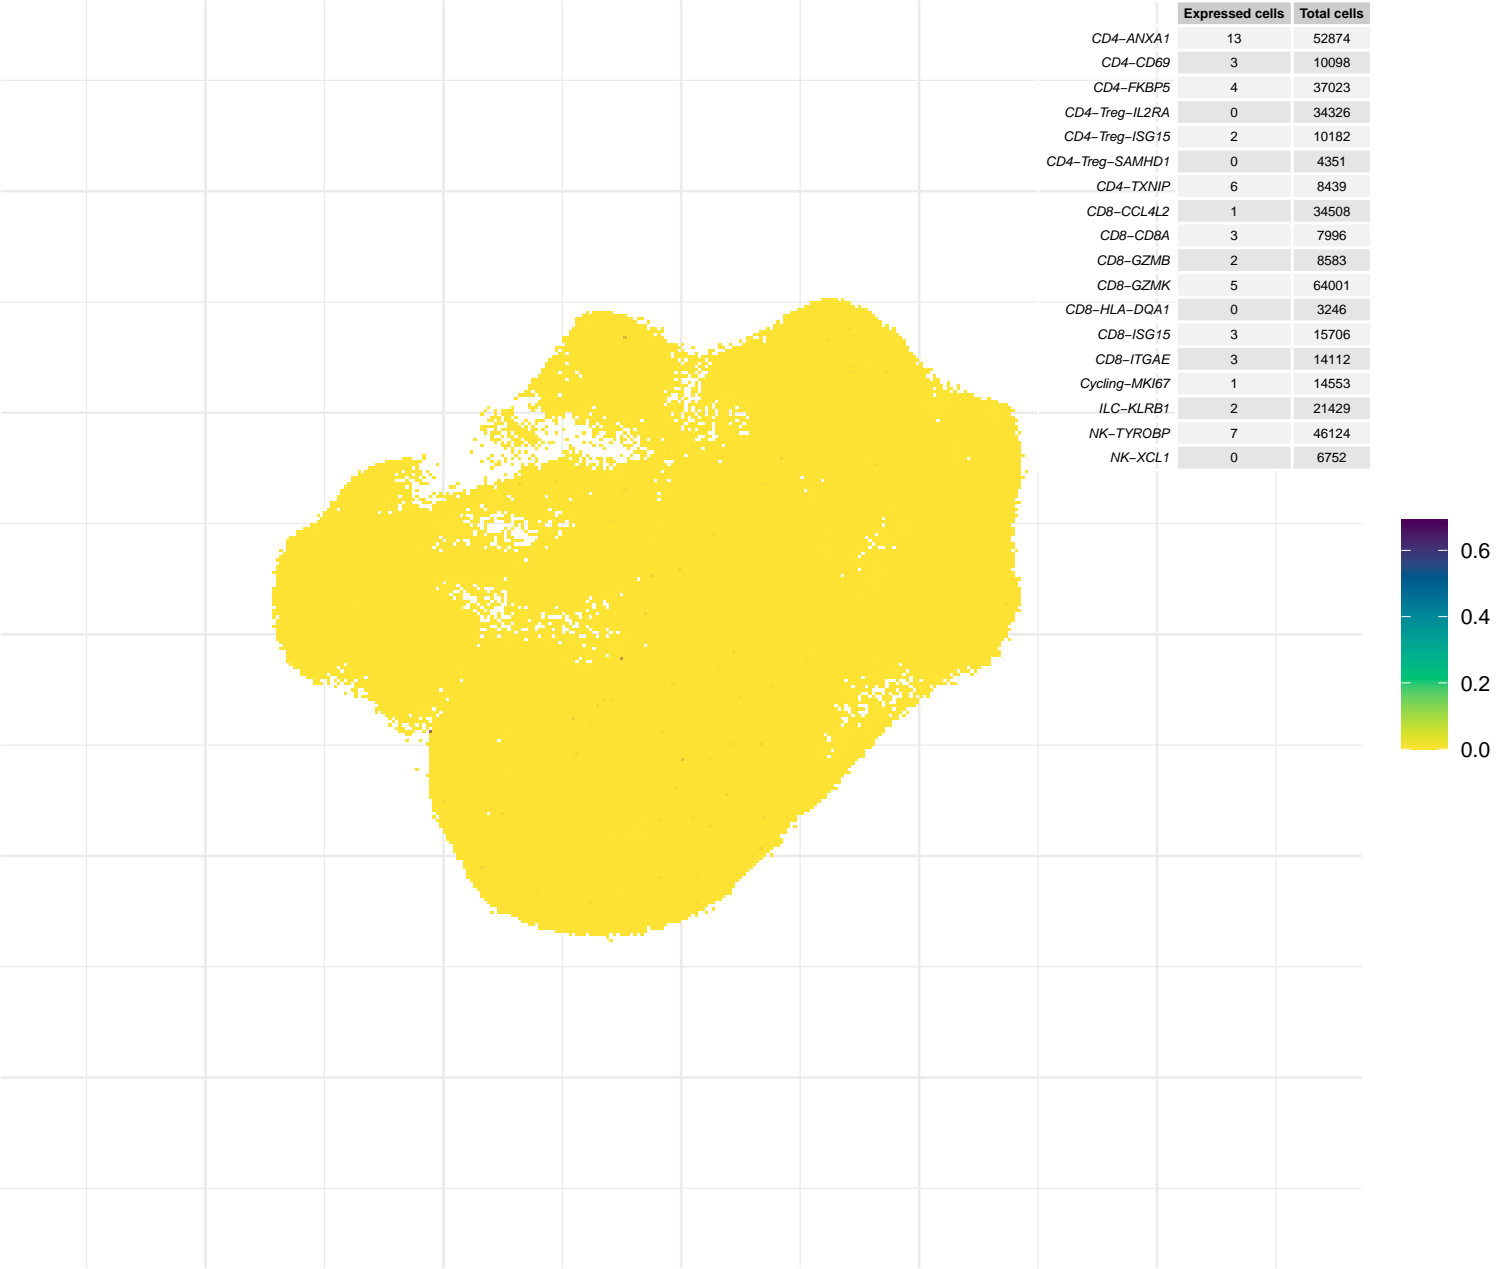 Expressed cells Total cells
CD4−ANXA1 13 52874
CD4−CD69 3 10098
CD4−FKBP5 4 37023
CD4−Treg−IL2RA 0 34326
CD4−Treg−ISG15 2 10182
CD4−Treg−SAMHD1 0 4351
CD4−TXNIP 6 8439
CD8−CCL4L2 1 34508
CD8−CD8A 3 7996
CD8−GZMB 2 8583
CD8−GZMK 5 64001
CD8−HLA−DQA1 0 3246
CD8−ISG15 3 15706
CD8−ITGAE 3 14112
Cycling−MKI67 1 14553
ILC−KLRB1 2 21429
NK−TYROBP 7 46124
NK−XCL1 0 6752
0.6
0.4
0.2
0.0